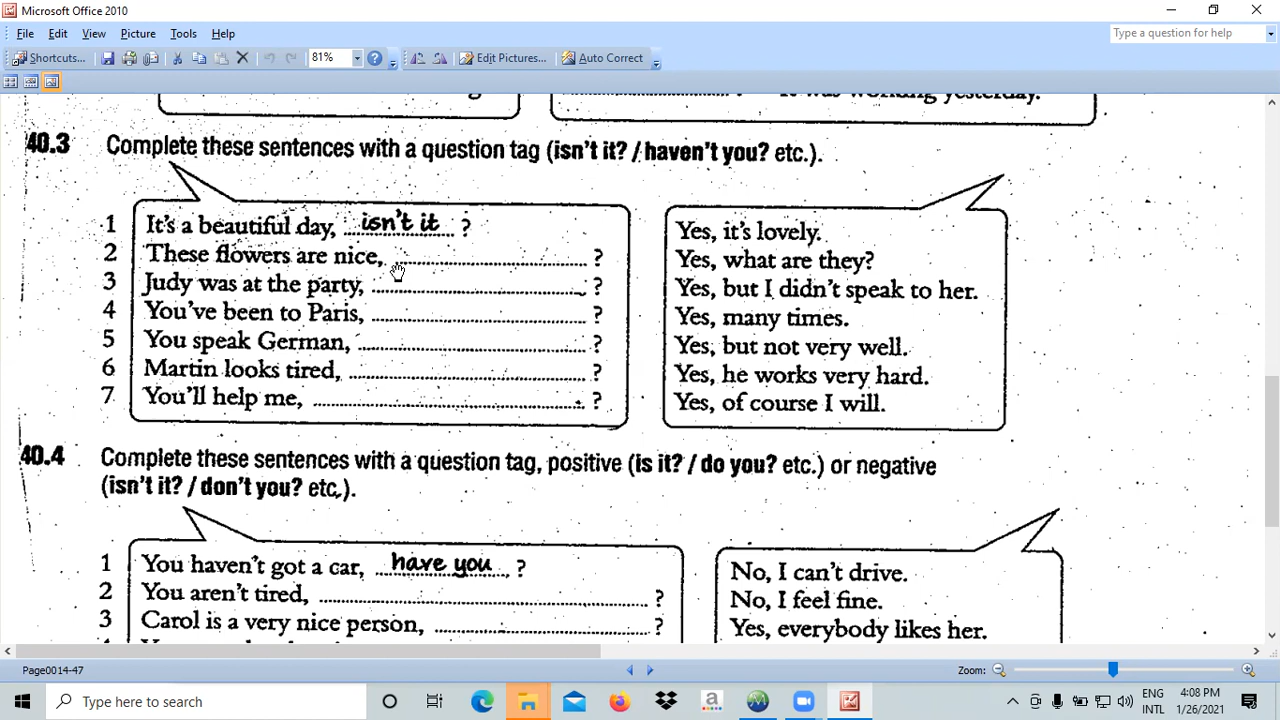 Microsoft Office 2010
File Edit View Picture Tools Help
Type a question for help
Shortcuts...
81%
Edit Pictures...
Auto Correct
It was working yesterday.
40.3 Complete these sentences with a question tag (isn't it? / haven't you? etc.).
1 It's a beautiful day, isn't it ?
2 These flowers are nice, ?
3 Judy was at the party, ?
4 You've been to Paris, ?
5 You speak German, ?
6 Martin looks tired, ?
7 You'll help me, ?
Yes, it's lovely.
Yes, what are they?
Yes, but I didn't speak to her.
Yes, many times.
Yes, but not very well.
Yes, he works very hard.
Yes, of course I will.
40.4 Complete these sentences with a question tag, positive (is it? / do you? etc.) or negative
(isn't it? / don't you? etc.).
1 You haven't got a car, have you ?
2 You aren't tired, ?
3 Carol is a very nice person, ?
No, I can't drive.
No, I feel fine.
Yes, everybody likes her.
Page0014-47
Zoom:
Type here to search
a
ENG
INTL
4:08 PM
1/26/2021